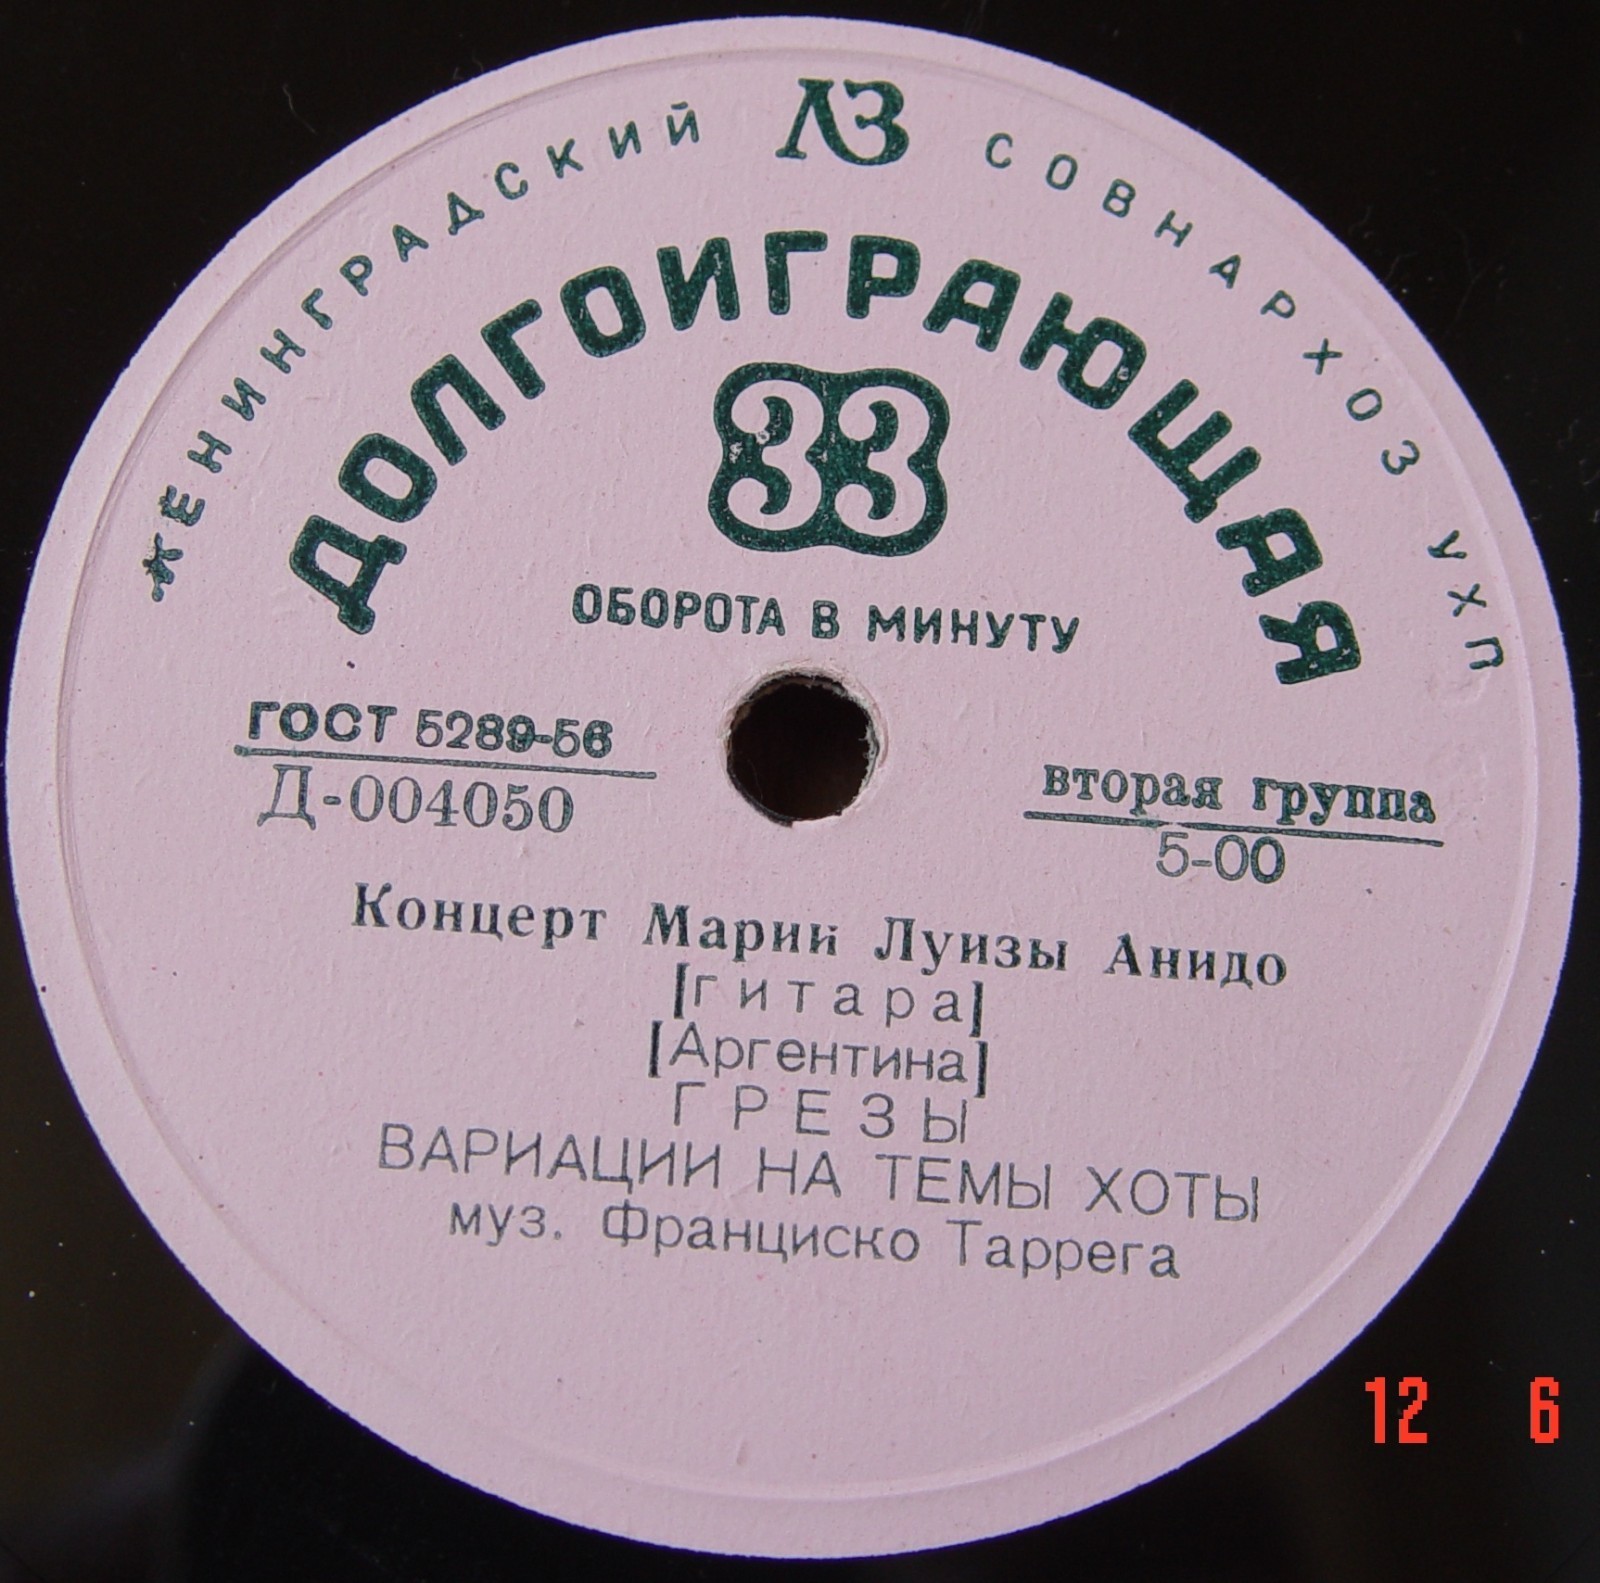 ЛЕНИНГРАДСКИЙ ЛЗ СОВНАРХОЗ УХП
ДОЛГОИГРАЮЩАЯ
33
ОБОРОТА В МИНУТУ
ГОСТ 5289-56
Д-004050
вторая группа
5-00
Концерт Марии Луизы Анидо
[гитара]
[Аргентина]
ГРЕЗЫ
ВАРИАЦИИ НА ТЕМЫ ХОТЫ
муз. Франциско Таррега
12 6